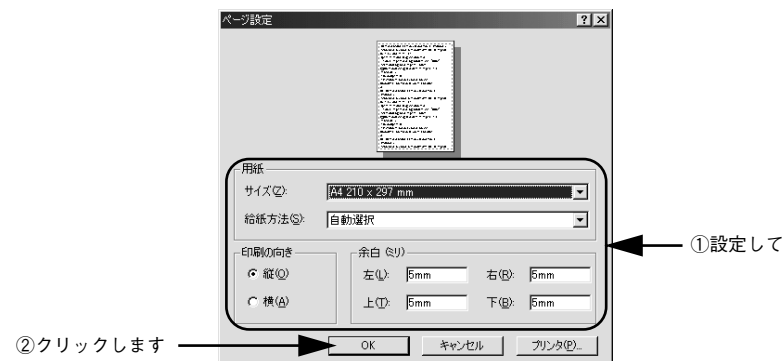 ページ設定
用紙
サイズ(Z):
A4 210 x 297 mm
給紙方法(S):
自動選択
①設定して
印刷の向き
縦(O)
横(A)
余白 (ミリ)
左(L):
5mm
右(R):
5mm
上(T):
5mm
下(B):
5mm
②クリックします
OK
キャンセル
プリンタ(P)...